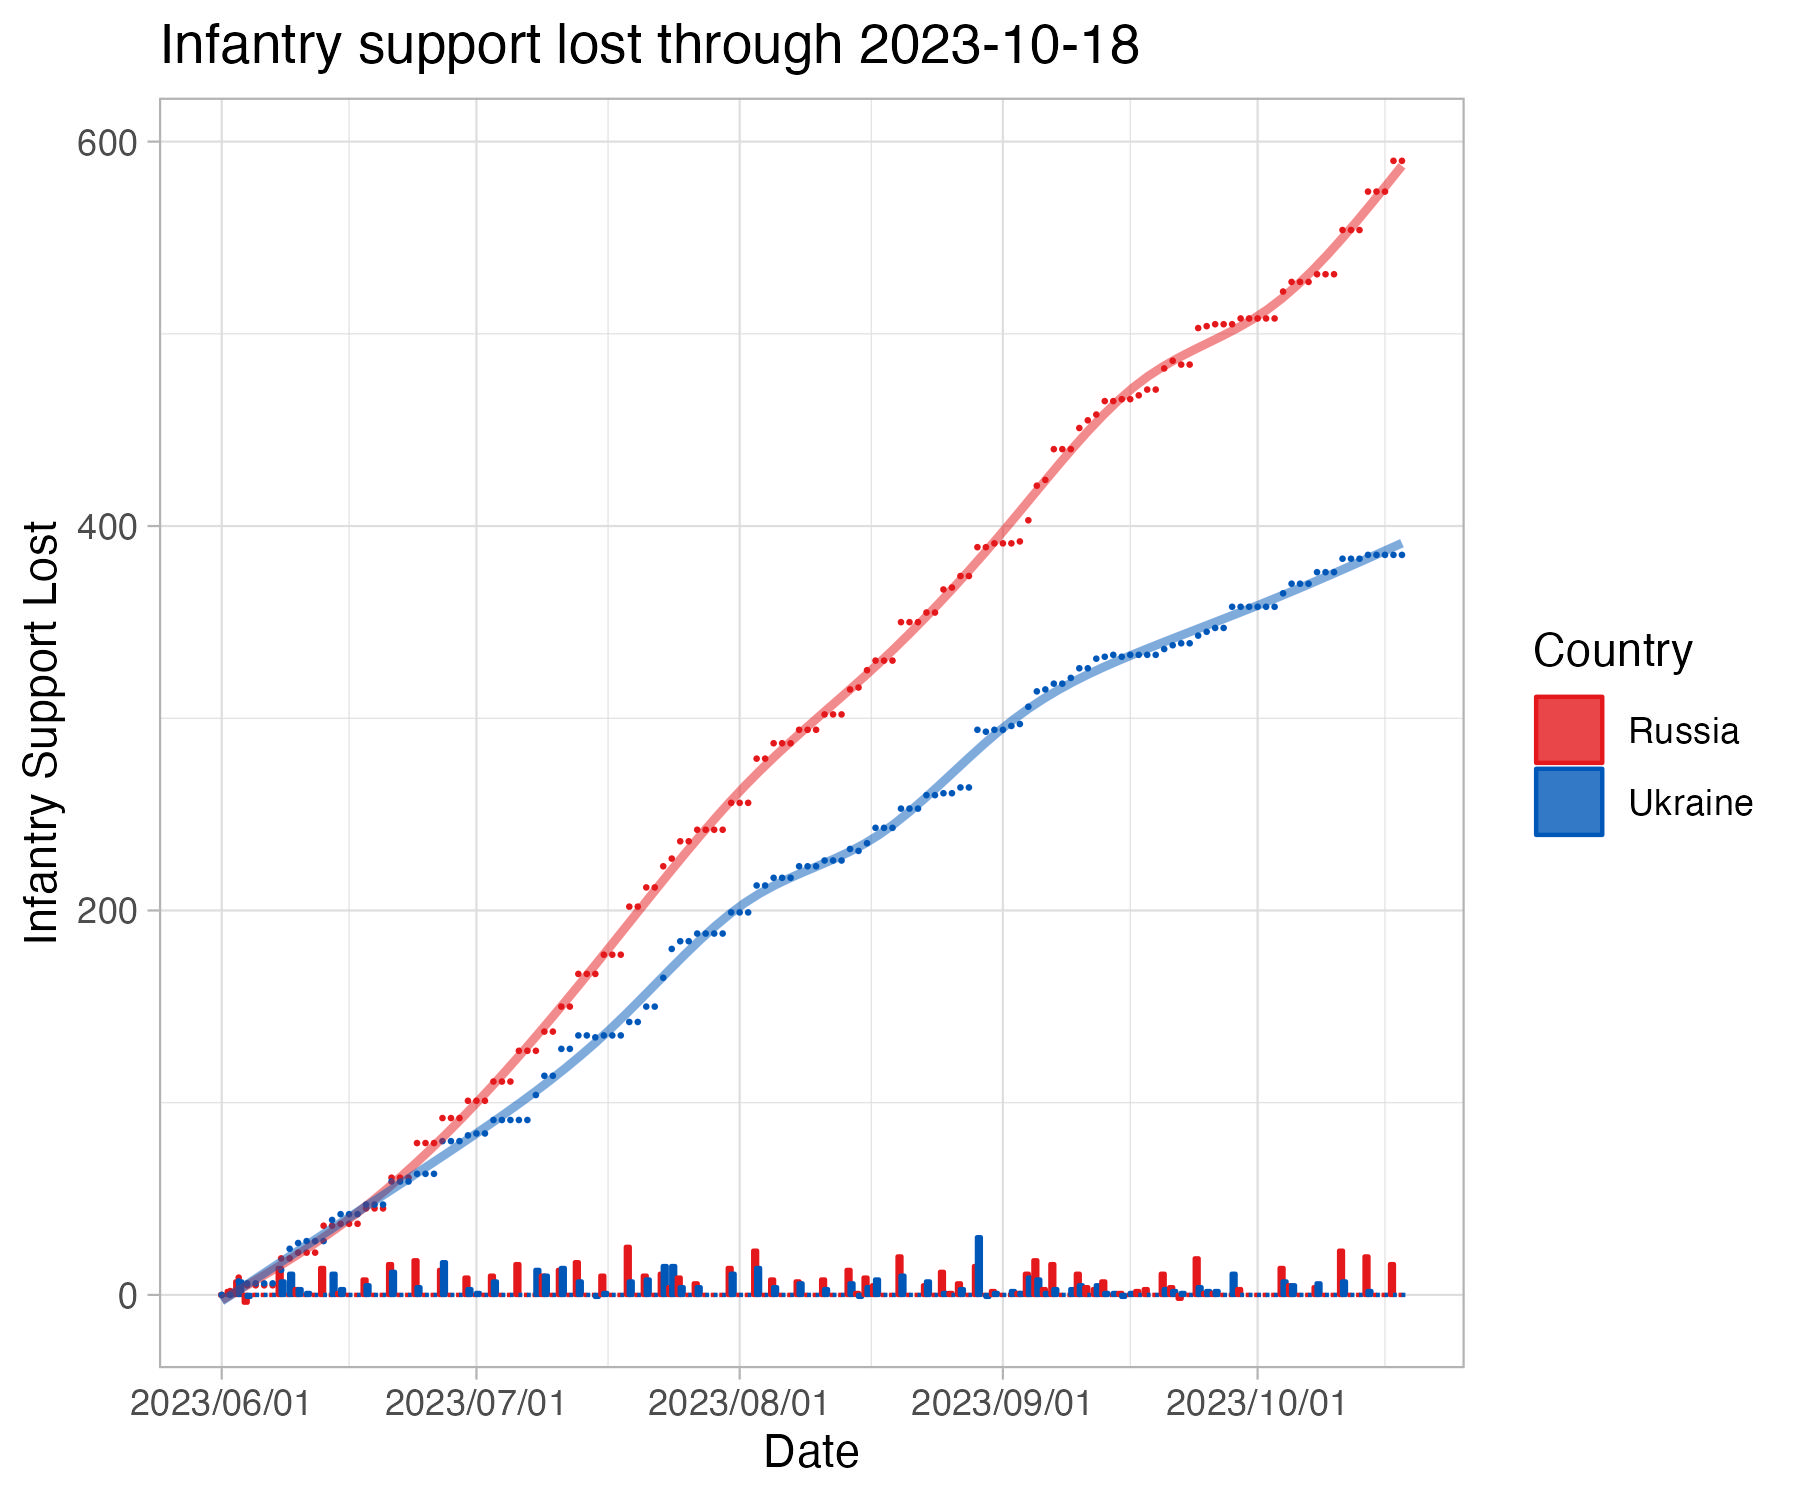 Infantry support lost through 2023-10-18
Infantry Support Lost
600
400
200
0
2023/06/01
2023/07/01
2023/08/01
2023/09/01
2023/10/01
Date
Country
Russia
Ukraine